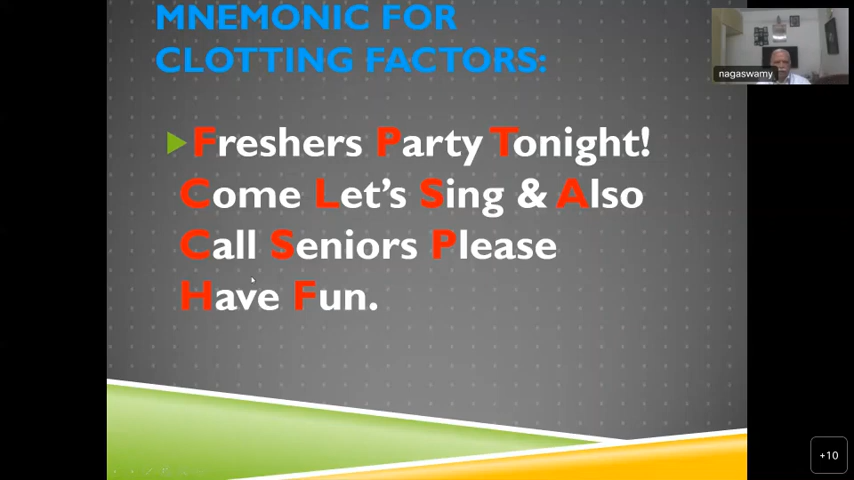 MNEMONIC FOR
CLOTTING FACTORS:
nagaswamy
Freshers Party Tonight!
Come Let's Sing & Also
Call Seniors Please
Have Fun.
+10